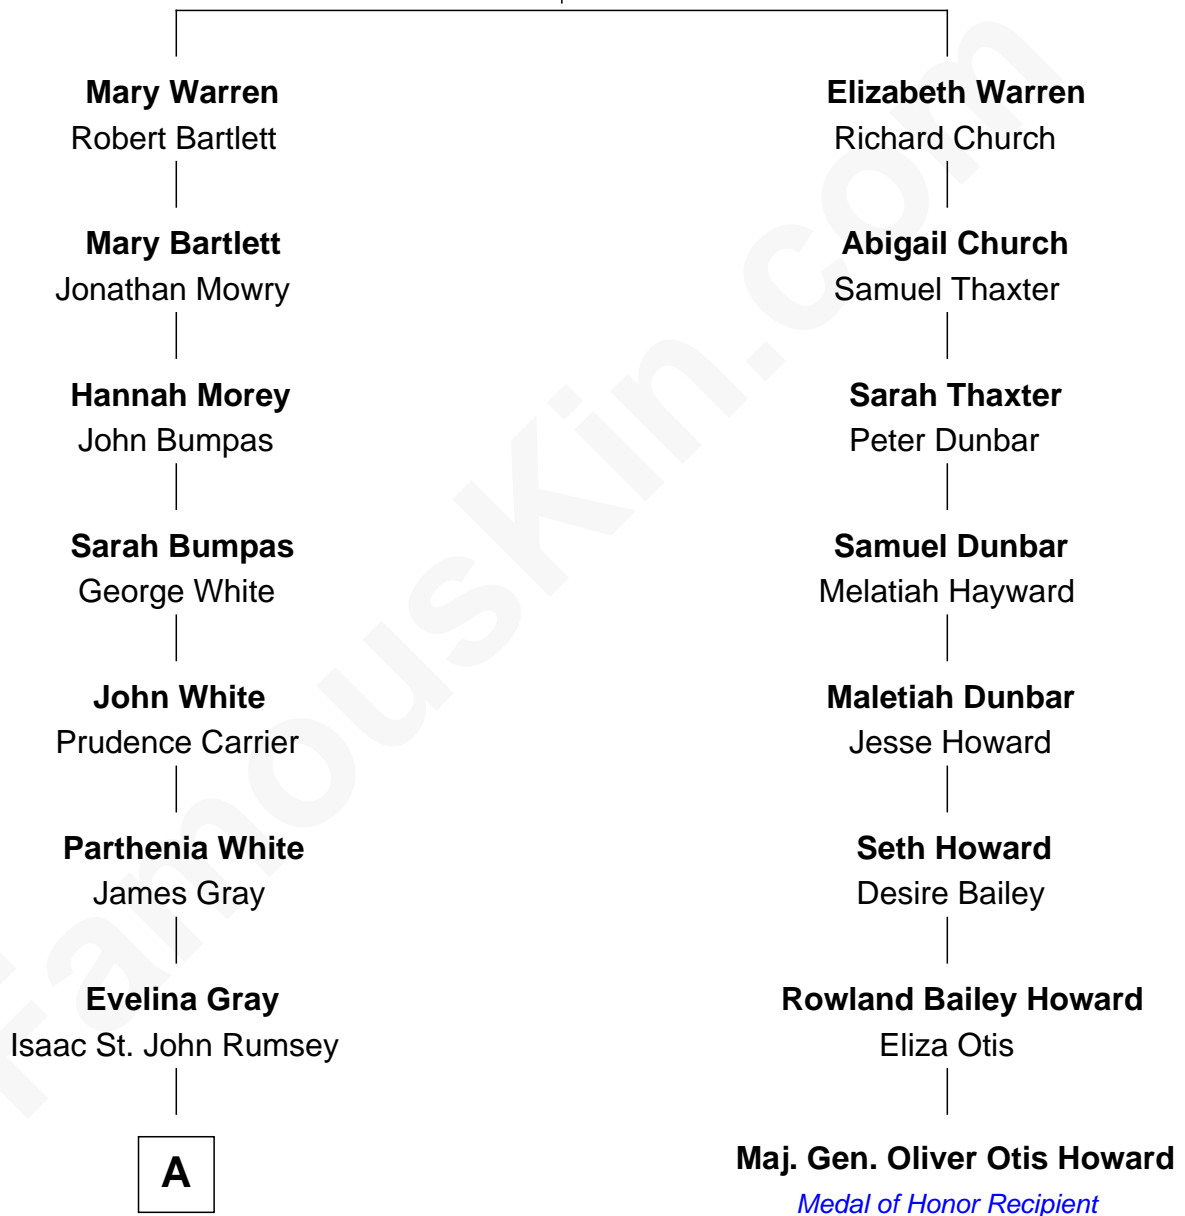 Mary Warren
Robert Bartlett
Mary Bartlett
Jonathan Mowry
Hannah Morey
John Bumpas
Sarah Bumpas
George White
John White
Prudence Carrier
Parthenia White
James Gray
Evelina Gray
Isaac St. John Rumsey
A
Elizabeth Warren
Richard Church
Abigail Church
Samuel Thaxter
Sarah Thaxter
Peter Dunbar
Samuel Dunbar
Melatiah Hayward
Maletiah Dunbar
Jesse Howard
Seth Howard
Desire Bailey
Rowland Bailey Howard
Eliza Otis
Maj. Gen. Oliver Otis Howard
Medal of Honor Recipient
FamousKin.com